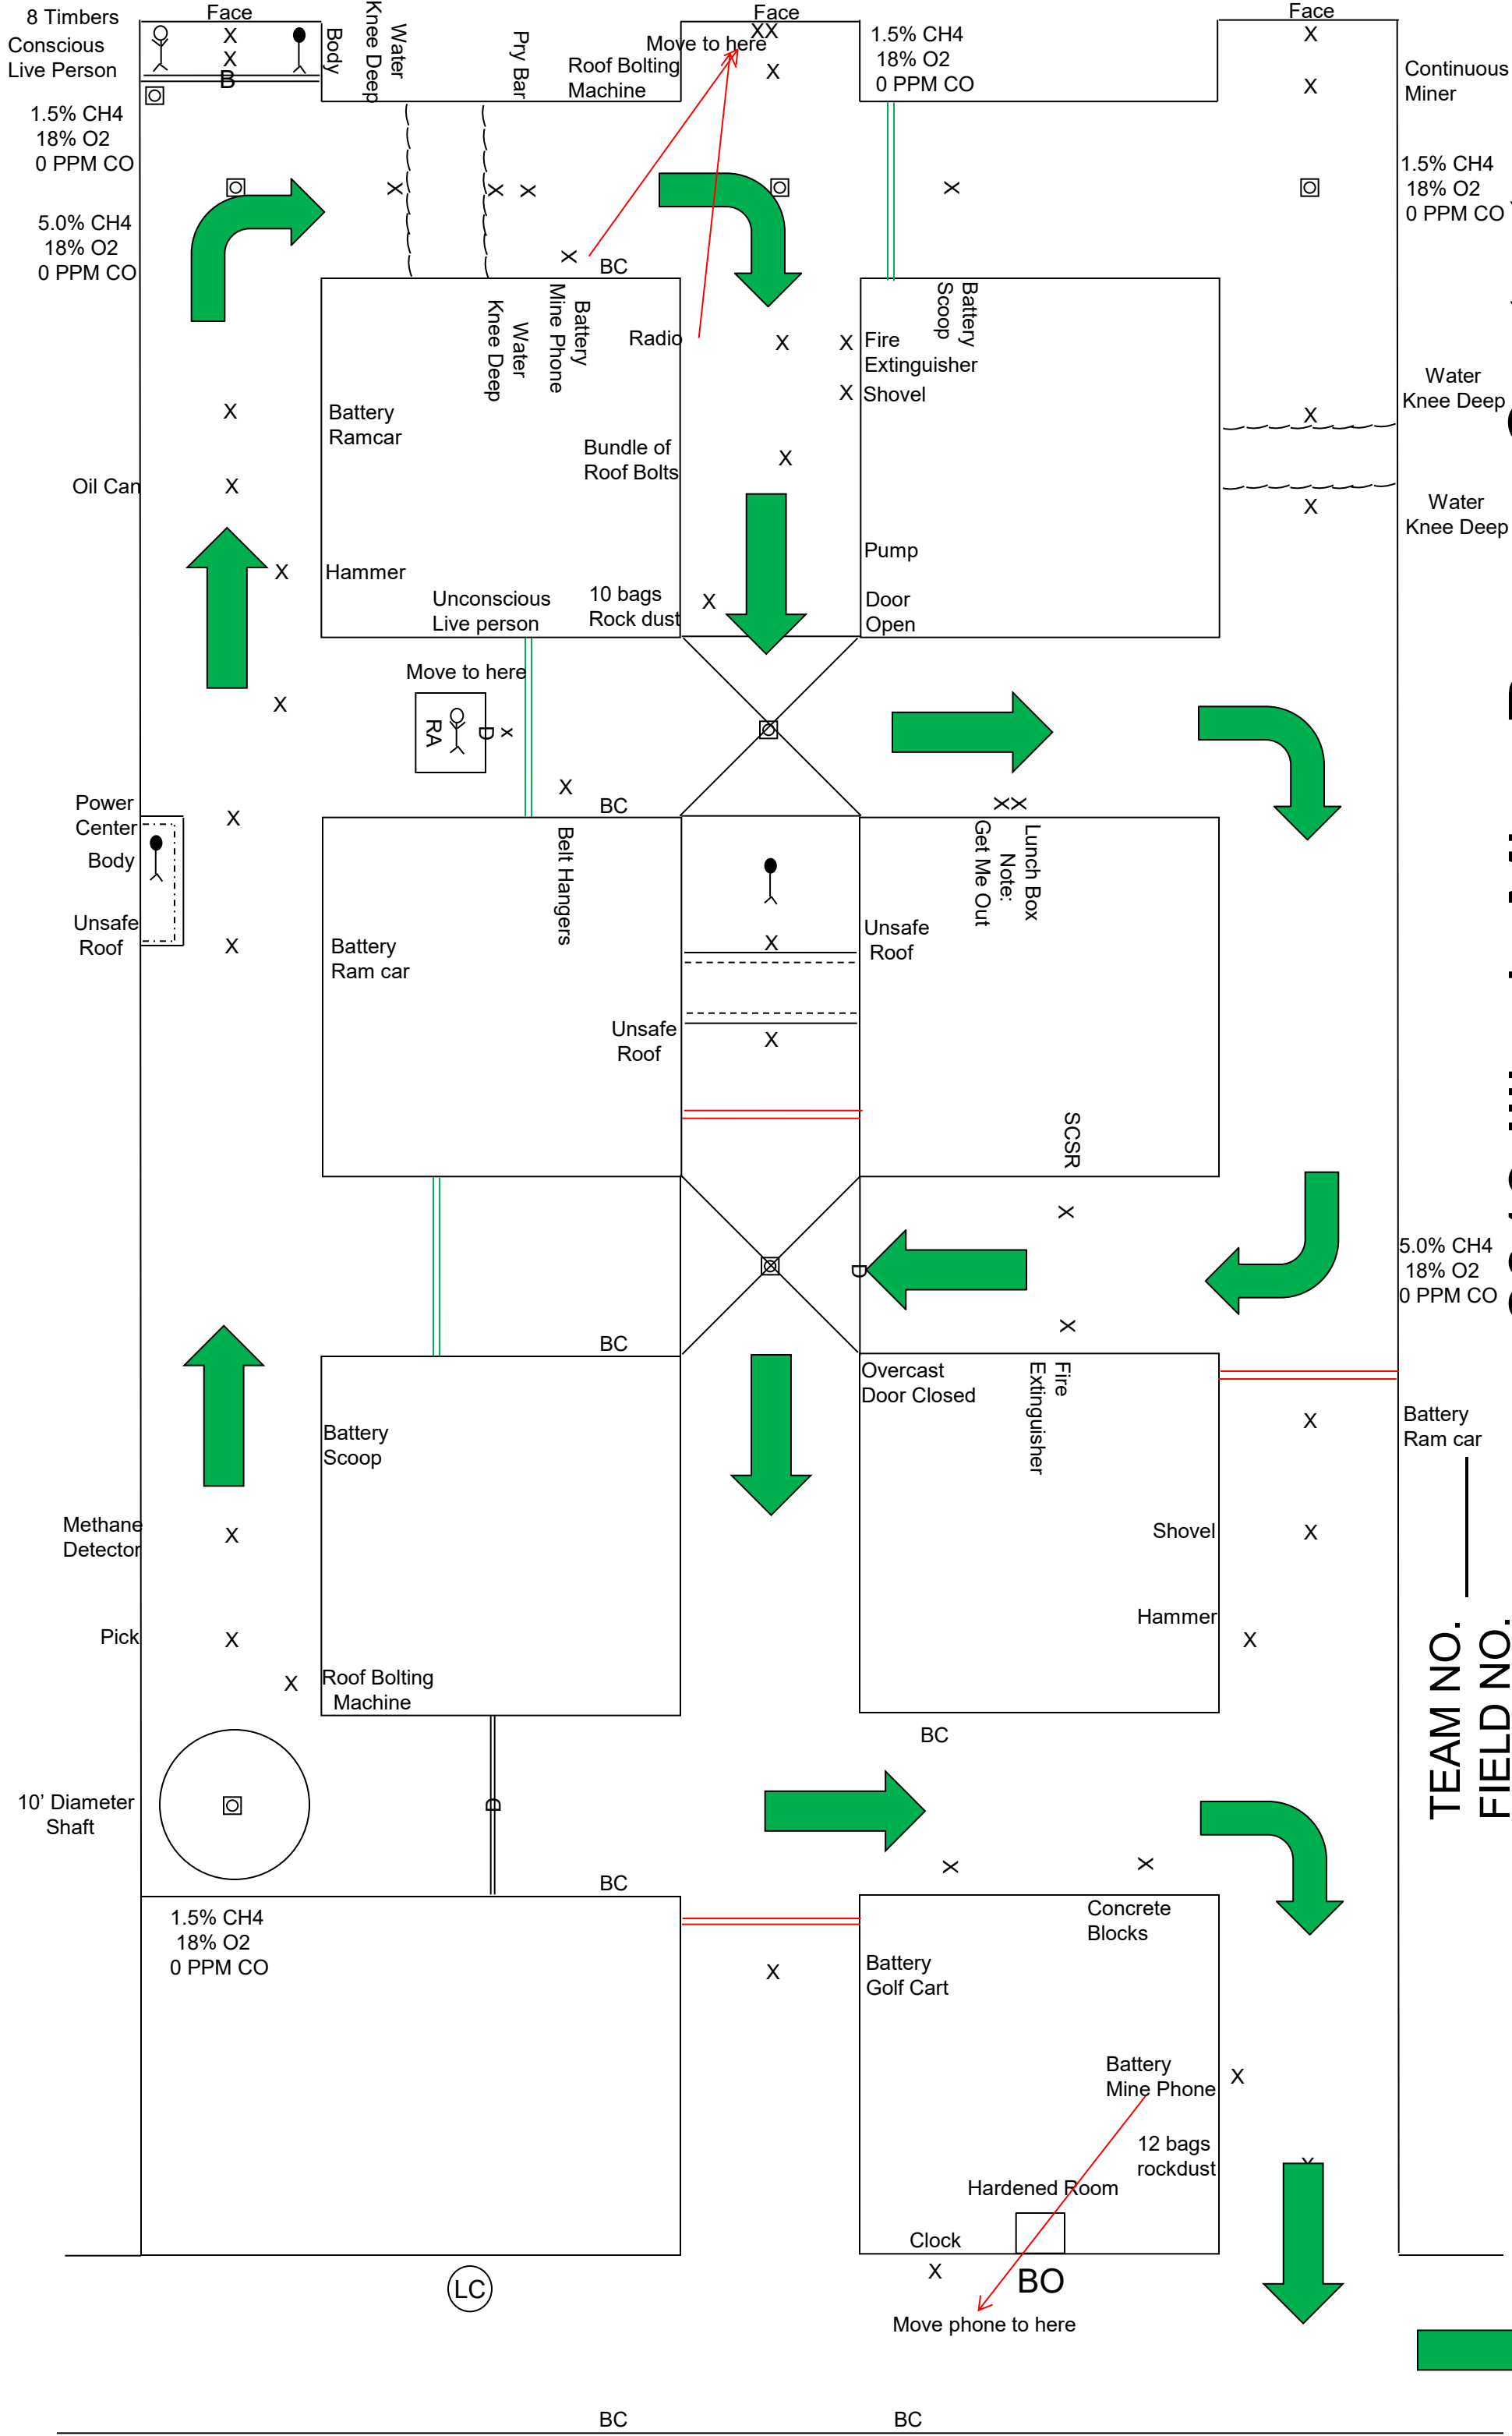 Face
Face
Face
8 Timbers
Conscious
Live Person
X
X
B
Body
Water
Knee Deep
Pry Bar
Roof Bolting
Machine
Move to here
XX
X
1.5% CH4
18% O2
0 PPM CO
X
X
Continuous
Miner
1.5% CH4
18% O2
0 PPM CO
5.0% CH4
18% O2
0 PPM CO
X
X
X
X
BC
X
1.5% CH4
18% O2
0 PPM CO
Water
Knee Deep
Battery
Mine Phone
Radio
X
X
Fire
Extinguisher
X
Shovel
Battery
Scoop
X
Battery
Ramcar
Bundle of
Roof Bolts
X
Water
Knee Deep
X
Oil Can
X
X
Water
Knee Deep
X
Hammer
Unconscious
Live person
10 bags
Rock dust
X
Pump
Door
Open
Move to here
X
RA
D
x
X
BC
Power
Center
Body
X
Unsafe
Roof
X
Battery
Ram car
Belt Hangers
Unsafe
Roof
X
X
Unsafe
Roof
XX
Lunch Box
Note:
Get Me Out
SCSR
X
D
X
5.0% CH4
18% O2
0 PPM CO
BC
Overcast
Door Closed
Fire
Extinguisher
Battery
Scoop
X
Battery
Ram car
Methane
Detector
X
Shovel
X
Pick
X
Hammer
X
X
Roof Bolting
Machine
BC
TEAM NO.
FIELD NO.
10’ Diameter
Shaft
D
BC
X
X
Concrete
Blocks
1.5% CH4
18% O2
0 PPM CO
X
Battery
Golf Cart
Battery
Mine Phone
X
12 bags
rockdust
X
Hardened Room
Clock
X
LC
BO
Move phone to here
BC
BC